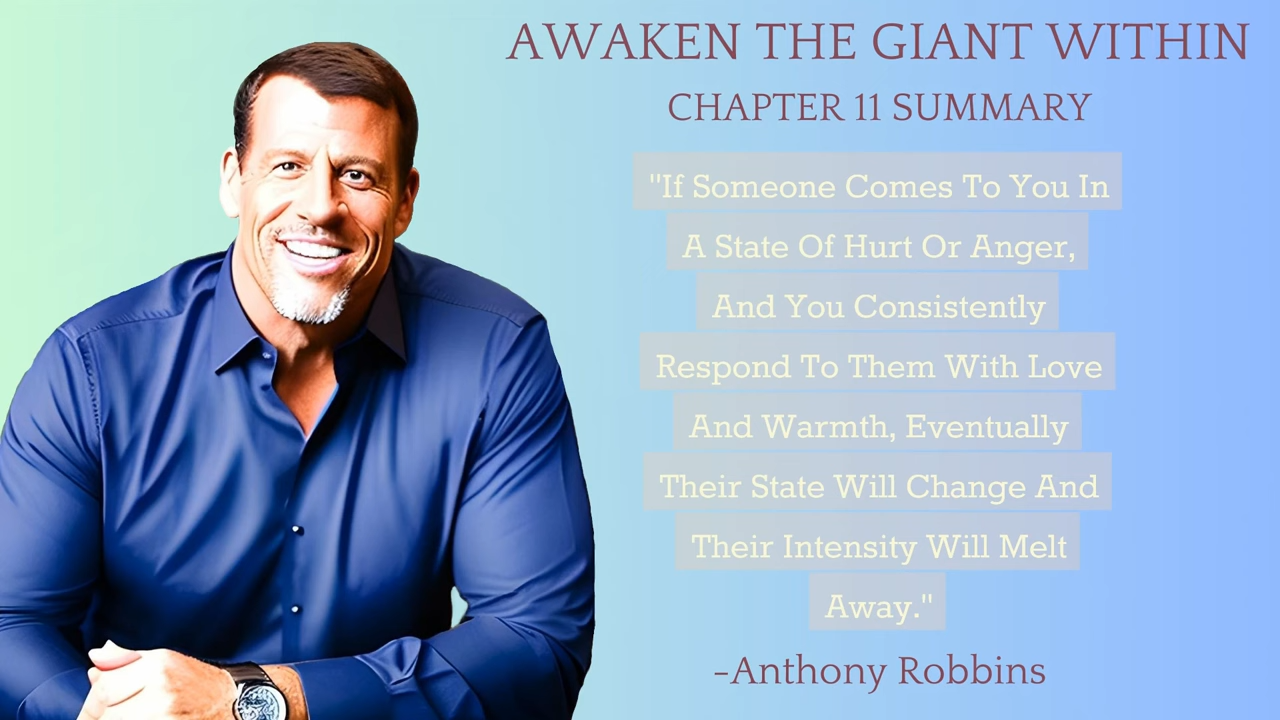 AWAKEN THE GIANT WITHIN
CHAPTER 11 SUMMARY
"If Someone Comes To You In
A State Of Hurt Or Anger,
And You Consistently
Respond To Them With Love
And Warmth, Eventually
Their State Will Change And
Their Intensity Will Melt
Away."
–Anthony Robbins